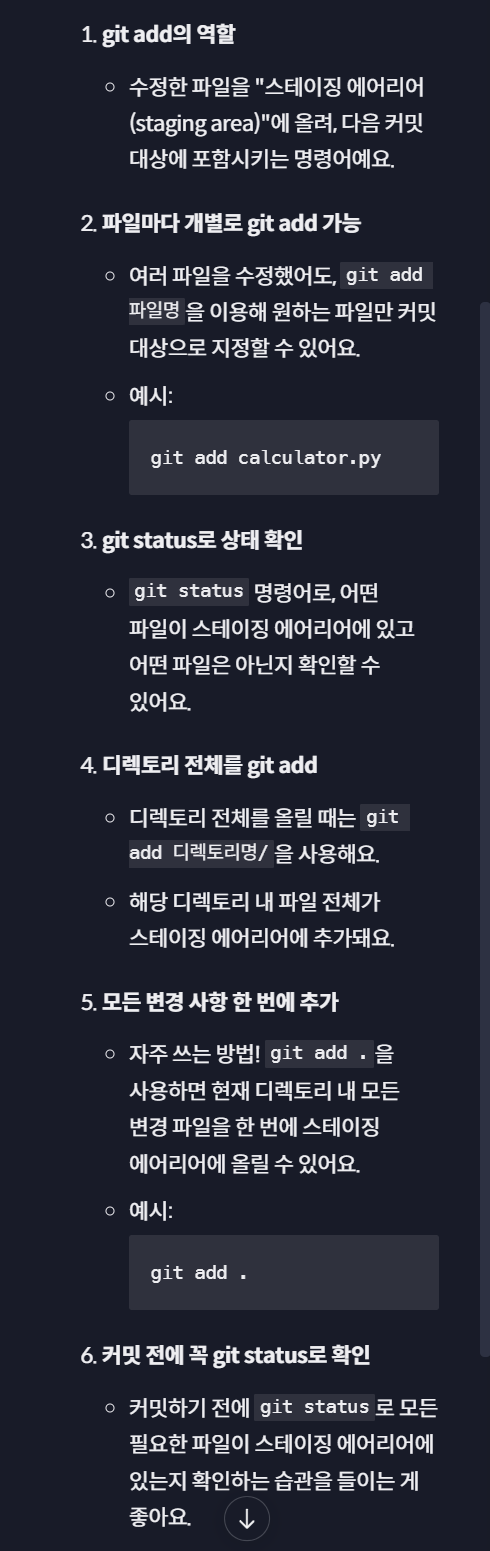 1. git add의 역할
수정한 파일을 "스테이징 에어리어
(staging area)"에 올려, 다음 커밋
대상에 포함시키는 명령어예요.
2. 파일마다 개별로 git add 가능
여러 파일을 수정했어도, git add
파일명을 이용해 원하는 파일만 커밋
대상으로 지정할 수 있어요.
예시:
git add calculator.py
3. git status로 상태 확인
git status 명령어로, 어떤
파일이 스테이징 에어리어에 있고
어떤 파일은 아닌지 확인할 수
있어요.
4. 디렉토리 전체를 git add
디렉토리 전체를 올릴 때는 git
add 디렉토리명/을 사용해요.
해당 디렉토리 내 파일 전체가
스테이징 에어리어에 추가돼요.
5. 모든 변경 사항 한 번에 추가
자주 쓰는 방법! git add .을
사용하면 현재 디렉토리 내 모든
변경 파일을 한 번에 스테이징
에어리어에 올릴 수 있어요.
예시:
git add .
6. 커밋 전에 꼭 git status로 확인
커밋하기 전에 git status로 모든
필요한 파일이 스테이징 에어리어에
있는지 확인하는 습관을 들이는 게
좋아요.